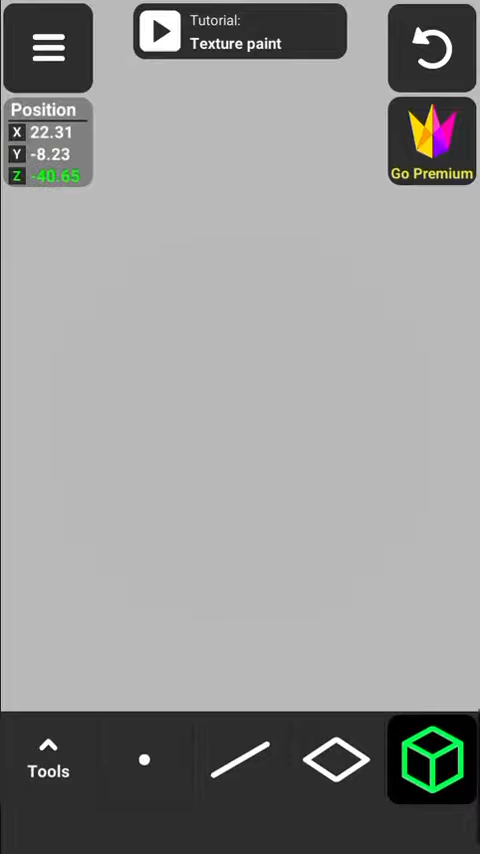 Tutorial:
Texture paint
Position
X 22.31
Y -8.23
Z -40.65
Go Premium
Tools